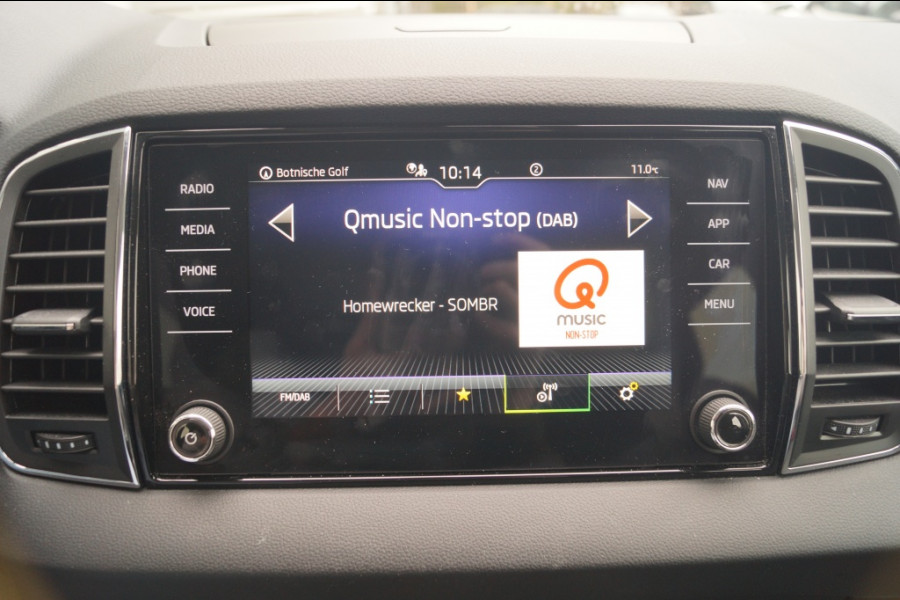 Botnische Golf 10:14 2 11.0°c
RADIO
MEDIA
PHONE
VOICE
Qmusic Non-stop (DAB)
Homewrecker - SOMBR
MUSIC
NON-STOP
FM/DAB
NAV
APP
CAR
MENU